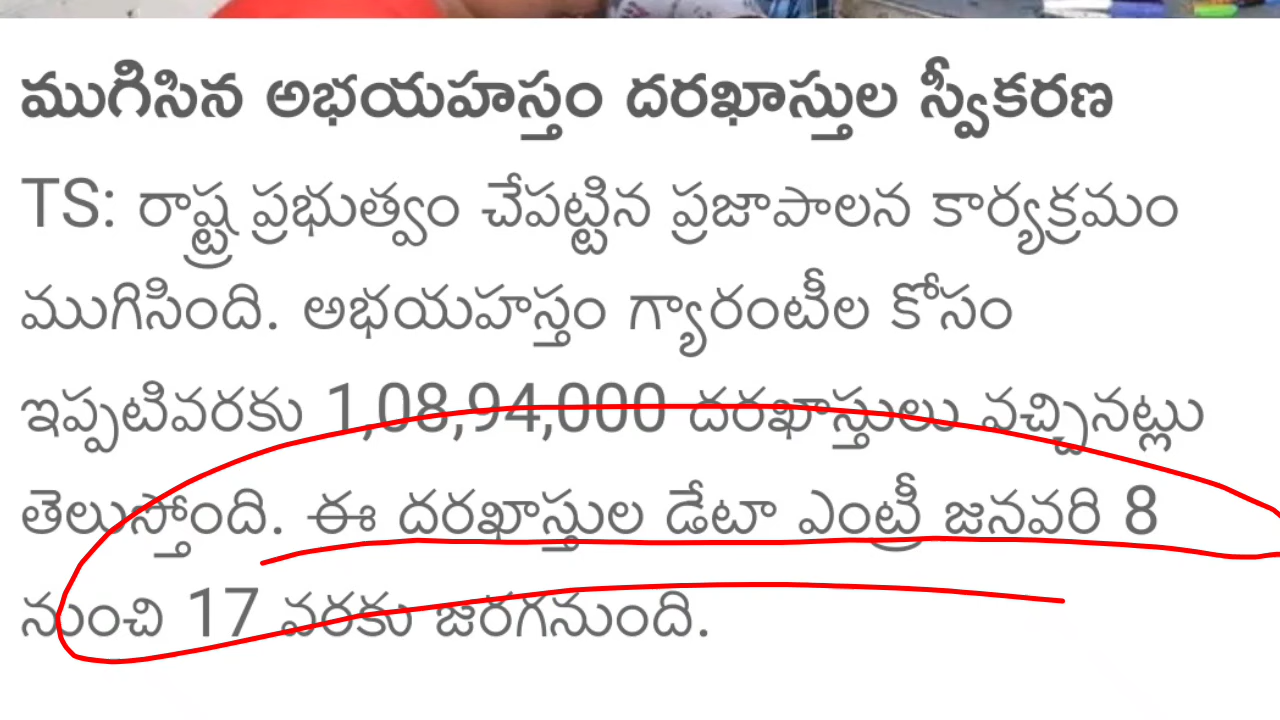 ముగిసిన అభయహస్తం దరఖాస్తుల స్వీకరణ
TS: రాష్ట్ర ప్రభుత్వం చేపట్టిన ప్రజాపాలన కార్యక్రమం
ముగిసింది. అభయహస్తం గ్యారంటీల కోసం
ఇప్పటివరకు 1,08,94,000 దరఖాస్తులు వచ్చినట్లు
తెలుస్తోంది. ఈ దరఖాస్తుల డేటా ఎంట్రీ జనవరి 8
నుంచి 17 వరకు జరగనుంది.